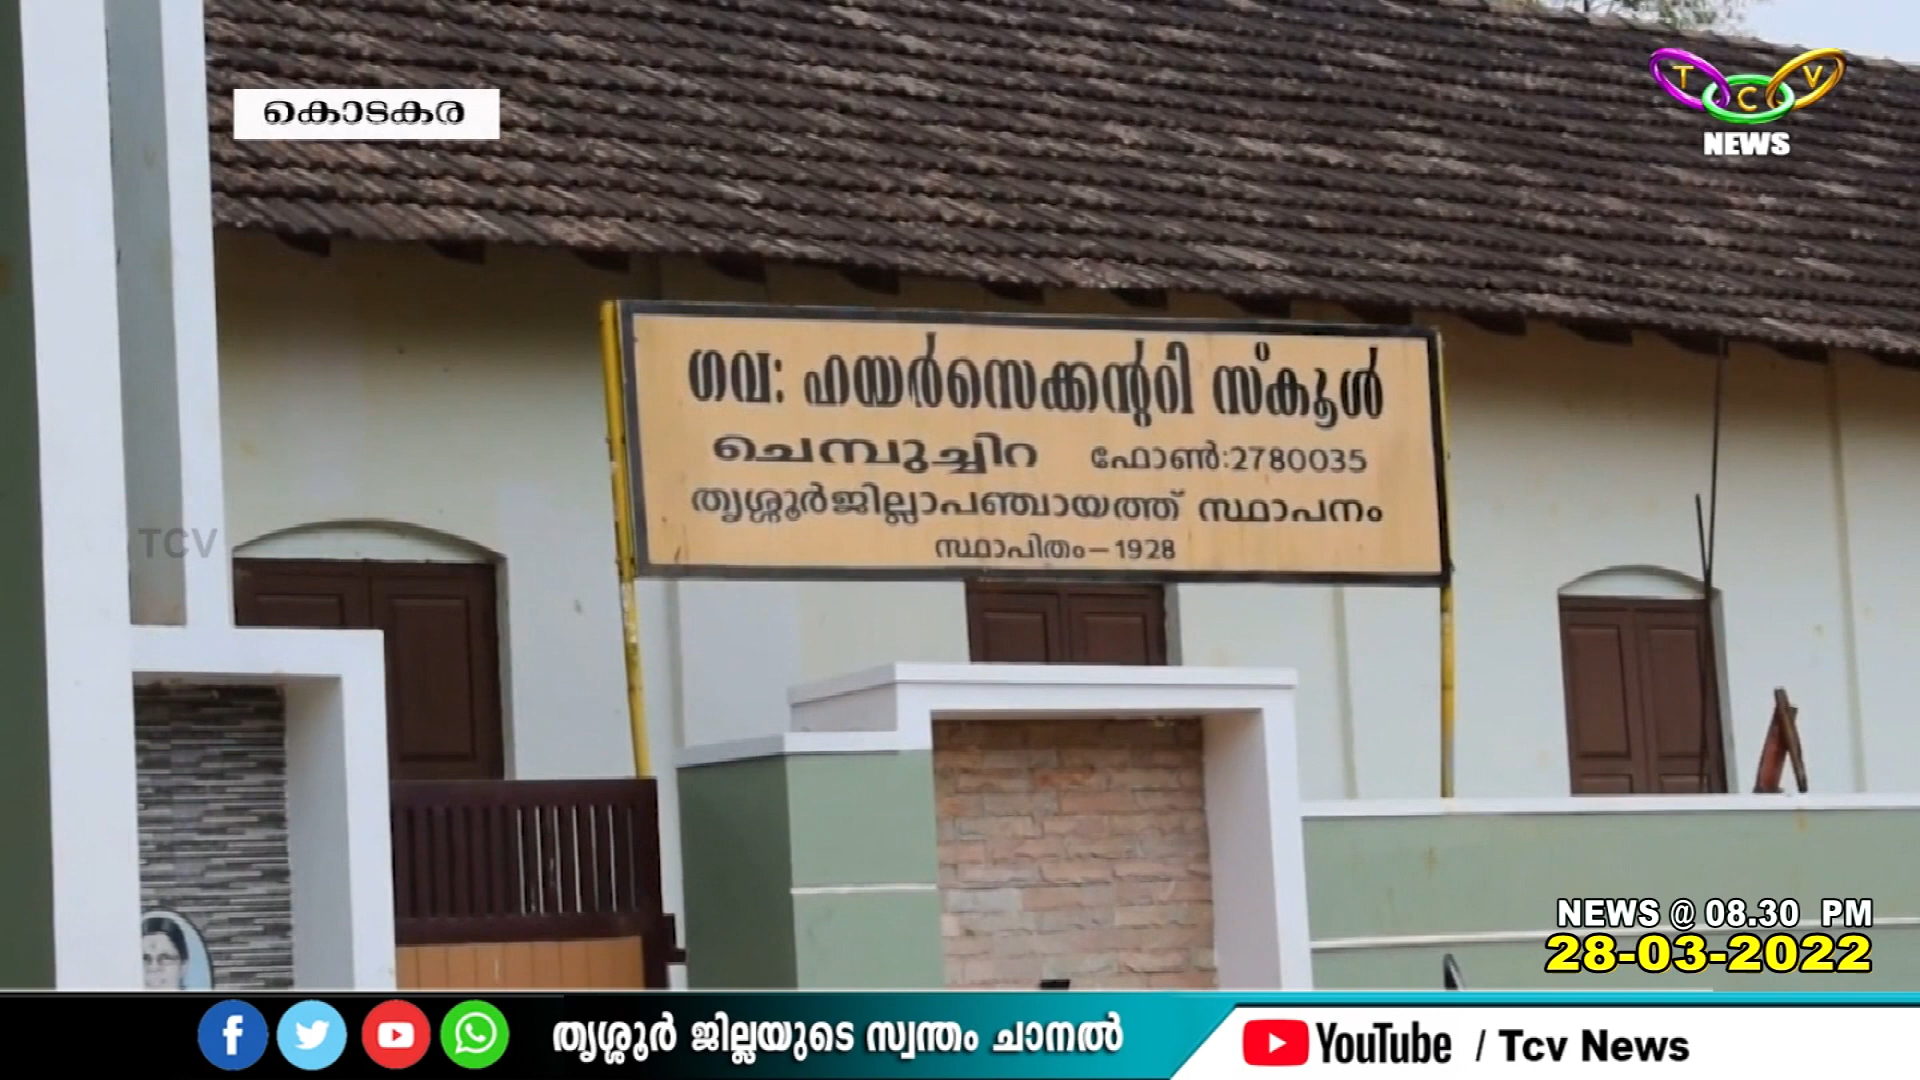 കൊടകര
T C V
NEWS
ഗവ: ഹയർസെക്കന്ററി സ്കൂൾ
ചെമ്പുച്ചിറ ഫോൺ:2780035
തൃശ്ശൂർജില്ലാപഞ്ചായത്ത് സ്ഥാപനം
സ്ഥാപിതം-1928
TCV
NEWS @ 08.30 PM
28-03-2022
തൃശ്ശൂർ ജില്ലയുടെ സ്വന്തം ചാനൽ
YouTube / Tcv News